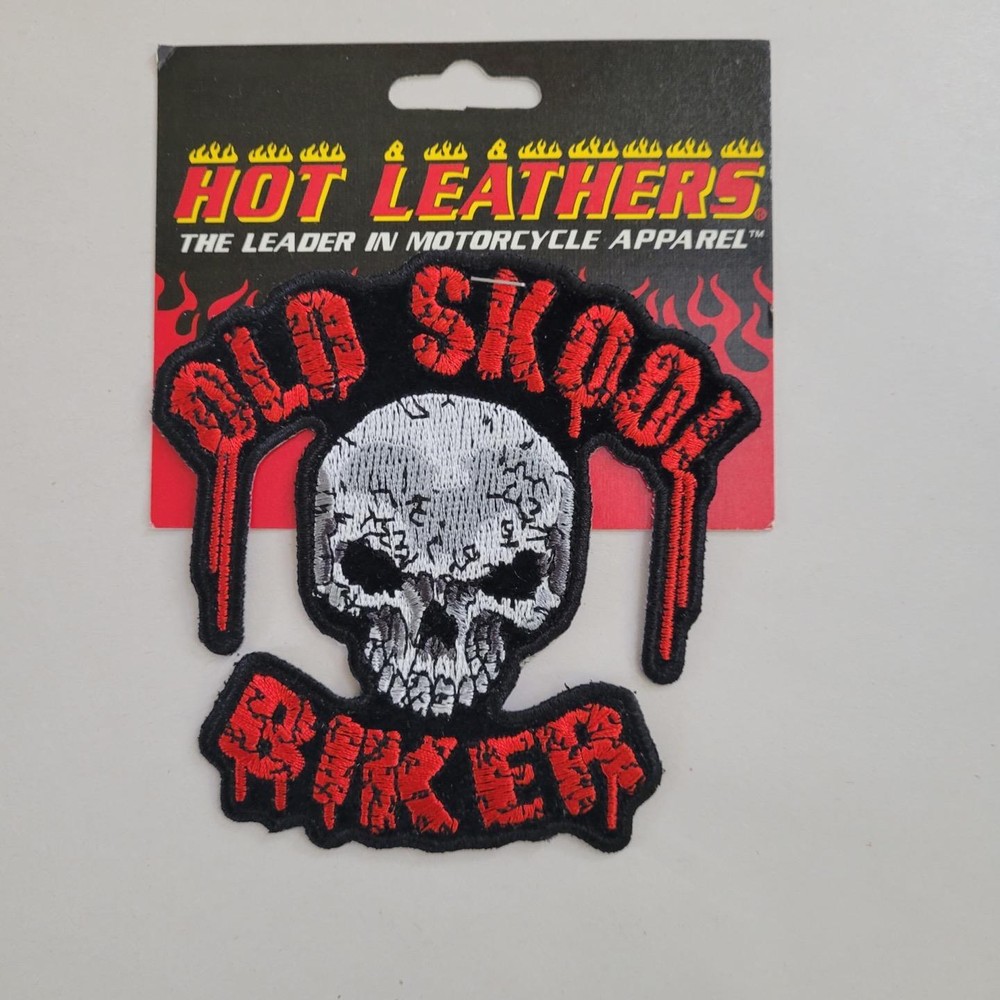 HOT LEATHERS®
THE LEADER IN MOTORCYCLE APPAREL™
OLD SKOOL
BIKER